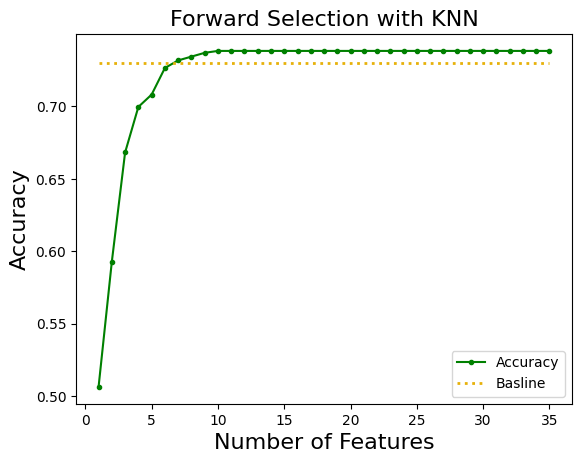 Forward Selection with KNN
Accuracy
0.70
0.65
0.60
0.55
0.50
0 5 10 15 20 25 30 35
Number of Features
Accuracy
Basline